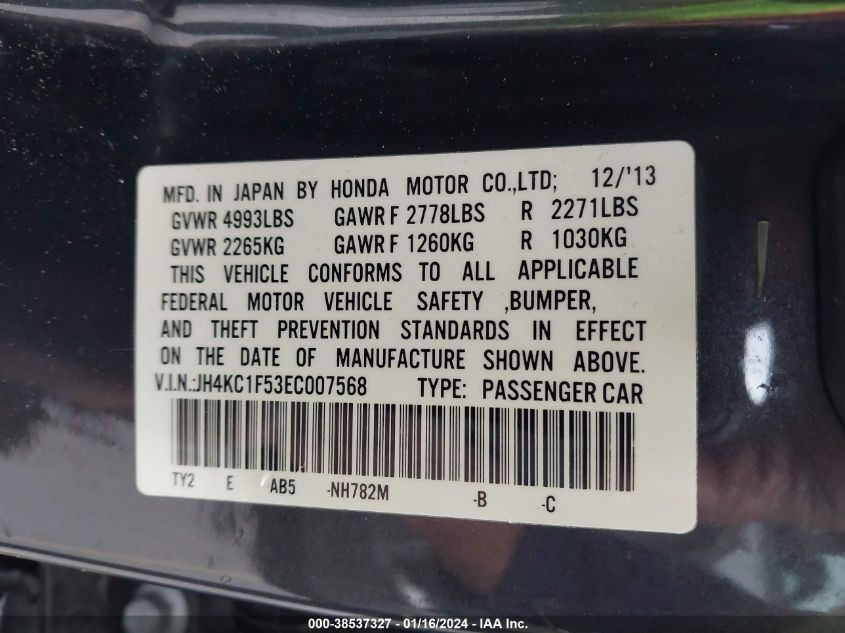 MFD. IN JAPAN BY HONDA MOTOR CO.,LTD; 12/'13
GVWR 4993LBS GAWR F 2778LBS R 2271LBS
GVWR 2265KG GAWR F 1260KG R 1030KG
THIS VEHICLE CONFORMS TO ALL APPLICABLE
FEDERAL MOTOR VEHICLE SAFETY ,BUMPER,
AND THEFT PREVENTION STANDARDS IN EFFECT
ON THE DATE OF MANUFACTURE SHOWN ABOVE.
V.I.N.:JH4KC1F53EC007568 TYPE: PASSENGER CAR
TY2 E AB5 -NH782M -B -C
000-38537327 - 01/16/2024 - IAA Inc.